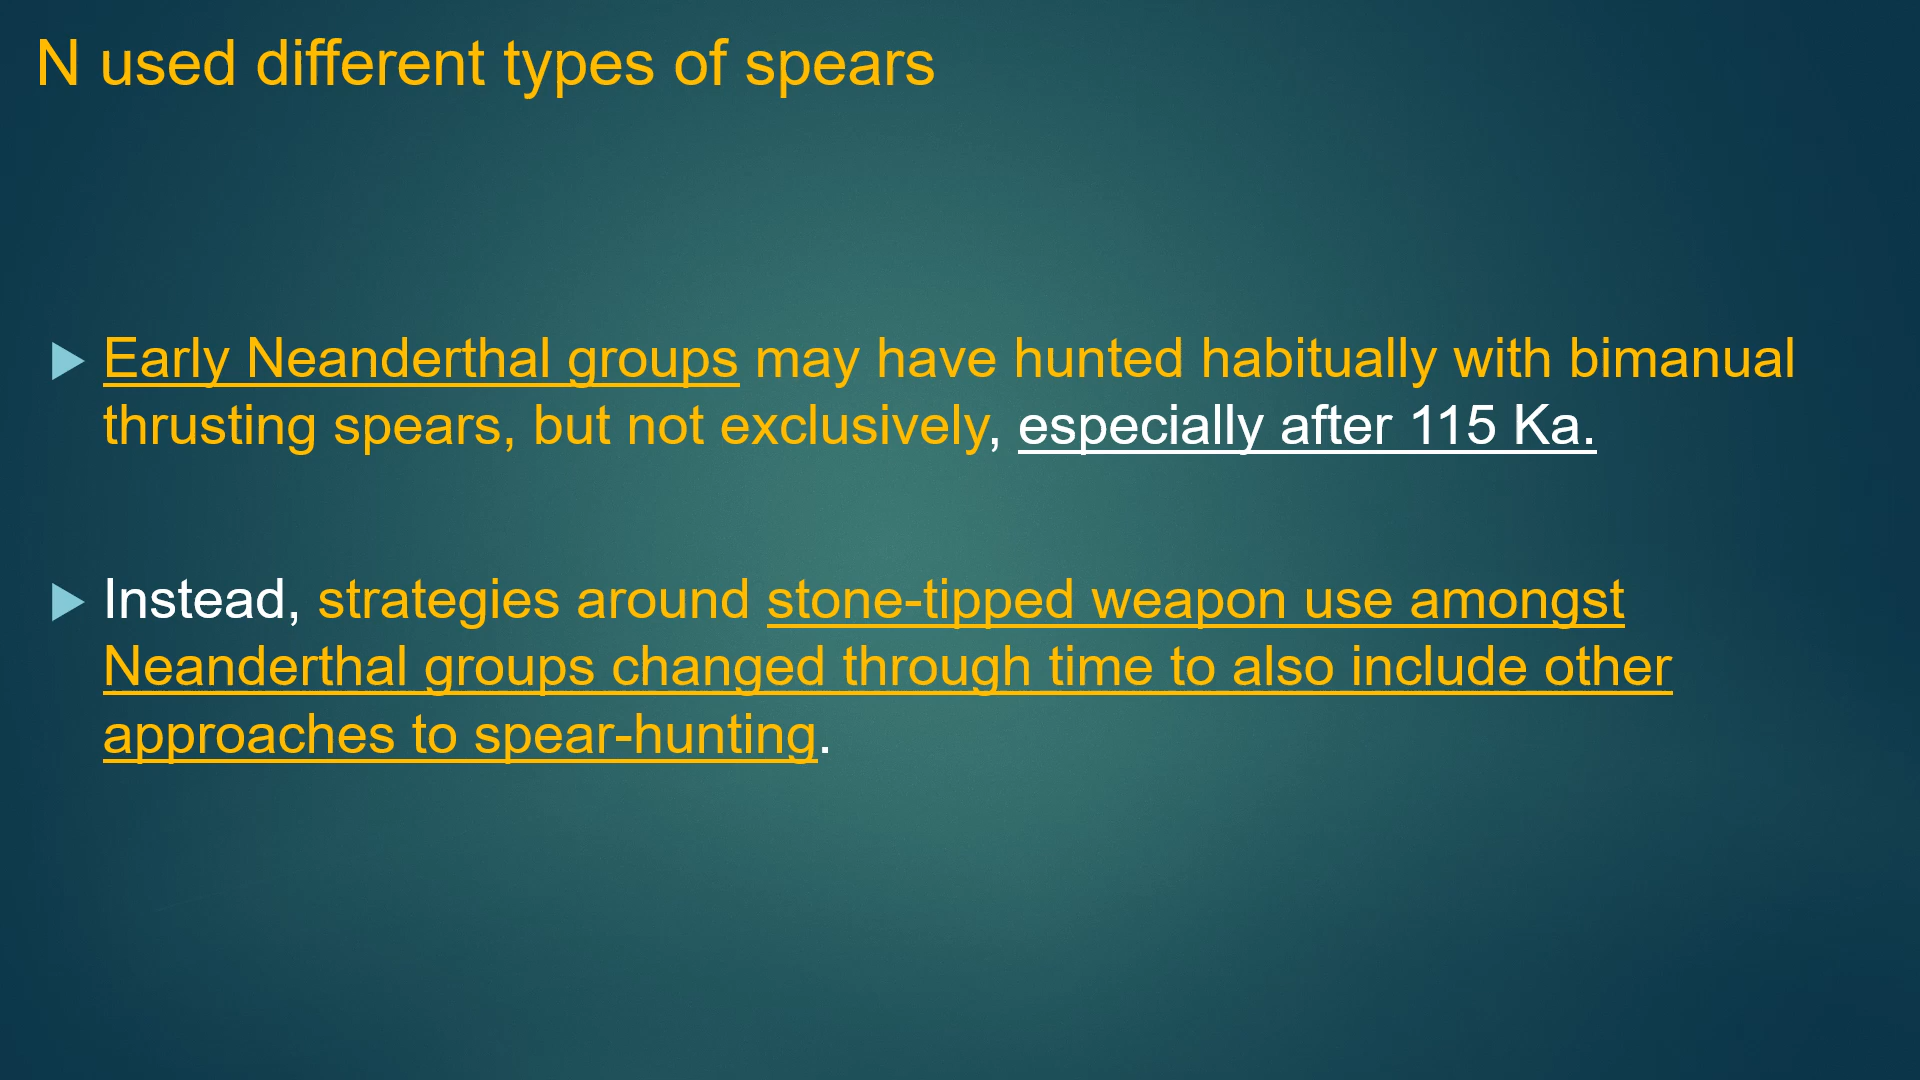 N used different types of spears
Early Neanderthal groups may have hunted habitually with bimanual
thrusting spears, but not exclusively, especially after 115 Ka.
Instead, strategies around stone-tipped weapon use amongst
Neanderthal groups changed through time to also include other
approaches to spear-hunting.